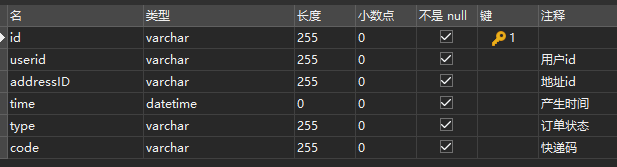 名 类型 长度 小数点 不是 null 键 注释
id varchar 255 0 1
userid varchar 255 0 用户id
addressID varchar 255 0 地址id
time datetime 0 0 产生时间
type varchar 255 0 订单状态
code varchar 255 0 快递码